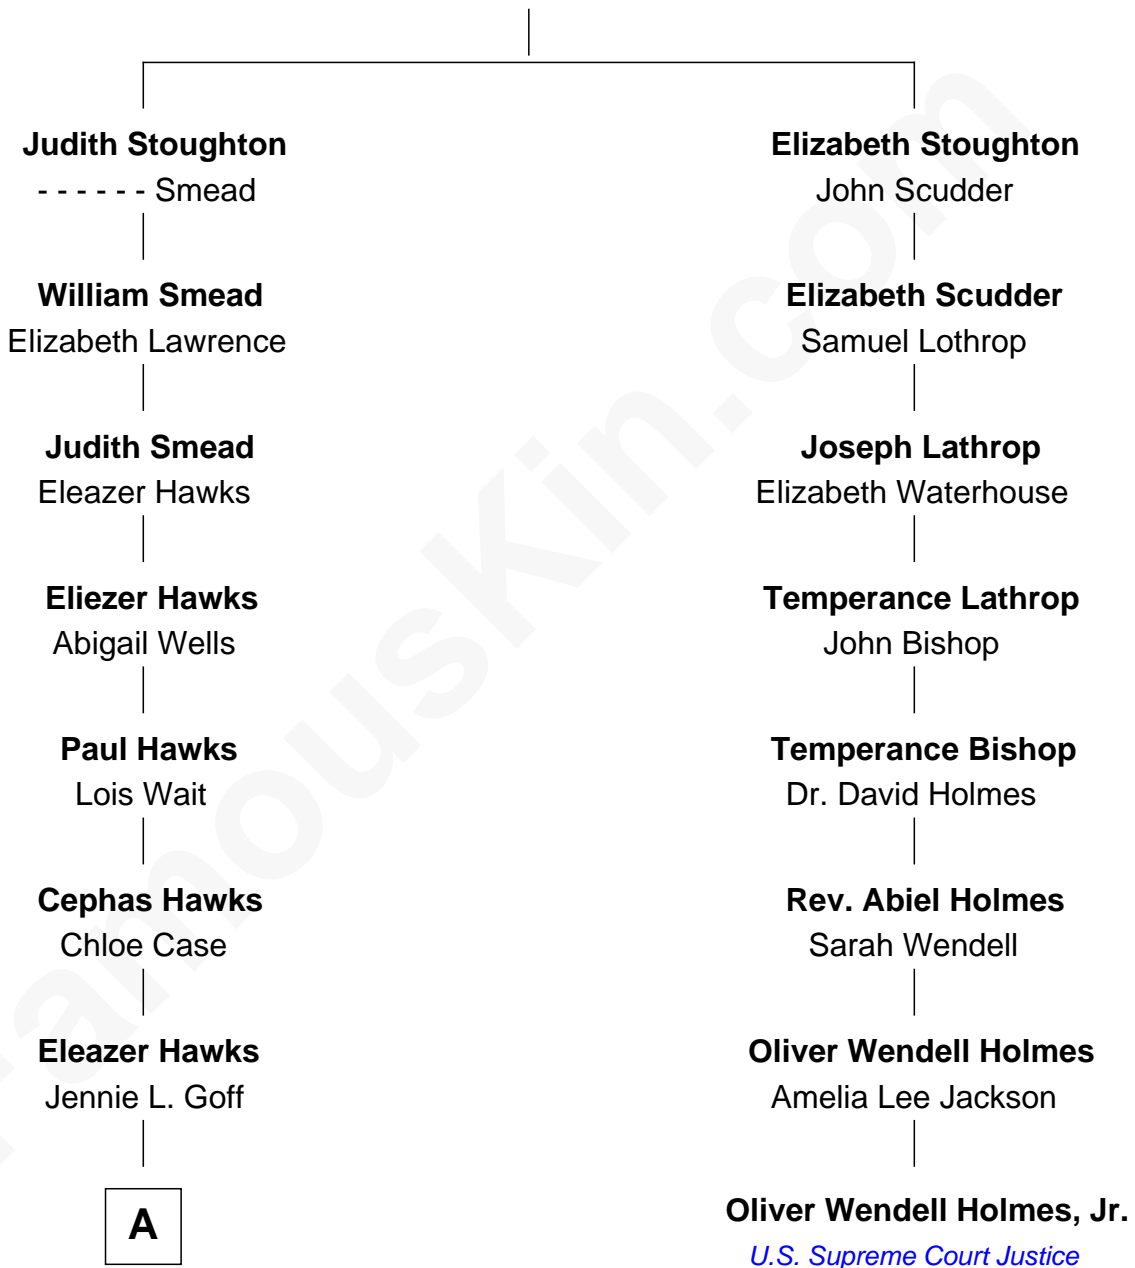 Judith Stoughton
- - - - - - Smead
William Smead
Elizabeth Lawrence
Judith Smead
Eleazer Hawks
Eliezer Hawks
Abigail Wells
Paul Hawks
Lois Wait
Cephas Hawks
Chloe Case
Eleazer Hawks
Jennie L. Goff
A
Elizabeth Stoughton
John Scudder
Elizabeth Scudder
Samuel Lothrop
Joseph Lathrop
Elizabeth Waterhouse
Temperance Lathrop
John Bishop
Temperance Bishop
Dr. David Holmes
Rev. Abiel Holmes
Sarah Wendell
Oliver Wendell Holmes
Amelia Lee Jackson
Oliver Wendell Holmes, Jr.
U.S. Supreme Court Justice
FamousKin.com